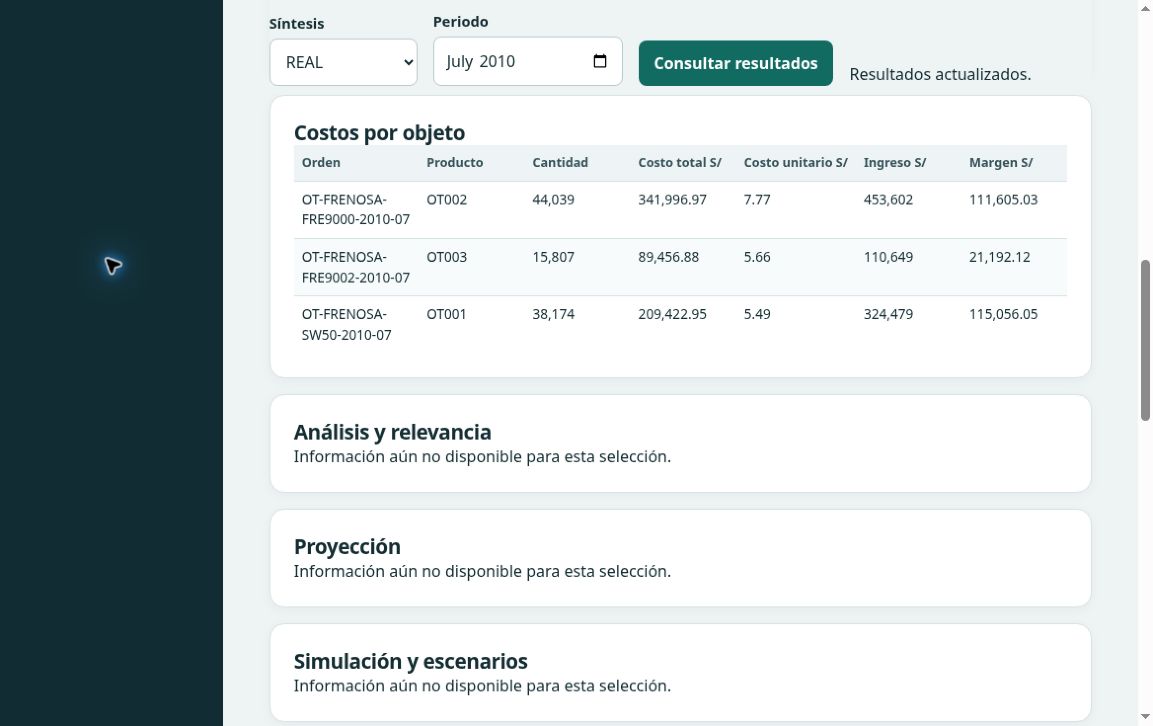 Síntesis
Periodo
REAL
July 2010
Consultar resultados
Resultados actualizados.
Costos por objeto
Orden Producto Cantidad Costo total S/ Costo unitario S/ Ingreso S/ Margen S/
OT-FRENOSA-
FRE9000-2010-07 OT002 44,039 341,996.97 7.77 453,602 111,605.03
OT-FRENOSA-
FRE9002-2010-07 OT003 15,807 89,456.88 5.66 110,649 21,192.12
OT-FRENOSA-
SW50-2010-07 OT001 38,174 209,422.95 5.49 324,479 115,056.05
Análisis y relevancia
Información aún no disponible para esta selección.
Proyección
Información aún no disponible para esta selección.
Simulación y escenarios
Información aún no disponible para esta selección.